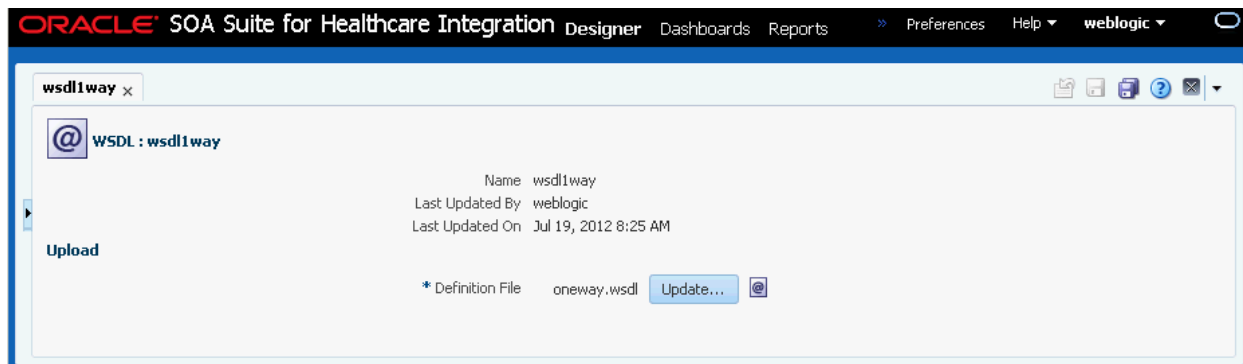 ORACLE SOA Suite for Healthcare Integration Designer Dashboards Reports » Preferences Help weblogic
wsdl1way x
@ WSDL : wsdl1way
Name wsdl1way
Last Updated By weblogic
Last Updated On Jul 19, 2012 8:25 AM
Upload
* Definition File oneway.wsdl Update... @